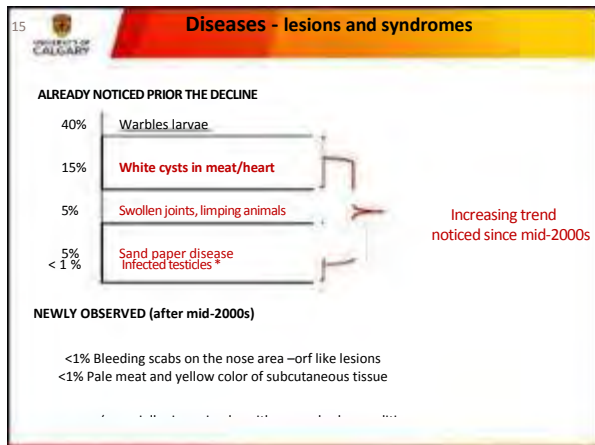 15
Diseases - lesions and syndromes
UNIVERSITY OF
CALGARY
ALREADY NOTICED PRIOR THE DECLINE
40% Warbles larvae
15% White cysts in meat/heart
5% Swollen joints, limping animals
5% Sand paper disease
< 1 % Infected testicles *
Increasing trend
noticed since mid-2000s
NEWLY OBSERVED (after mid-2000s)
<1% Bleeding scabs on the nose area –orf like lesions
<1% Pale meat and yellow color of subcutaneous tissue